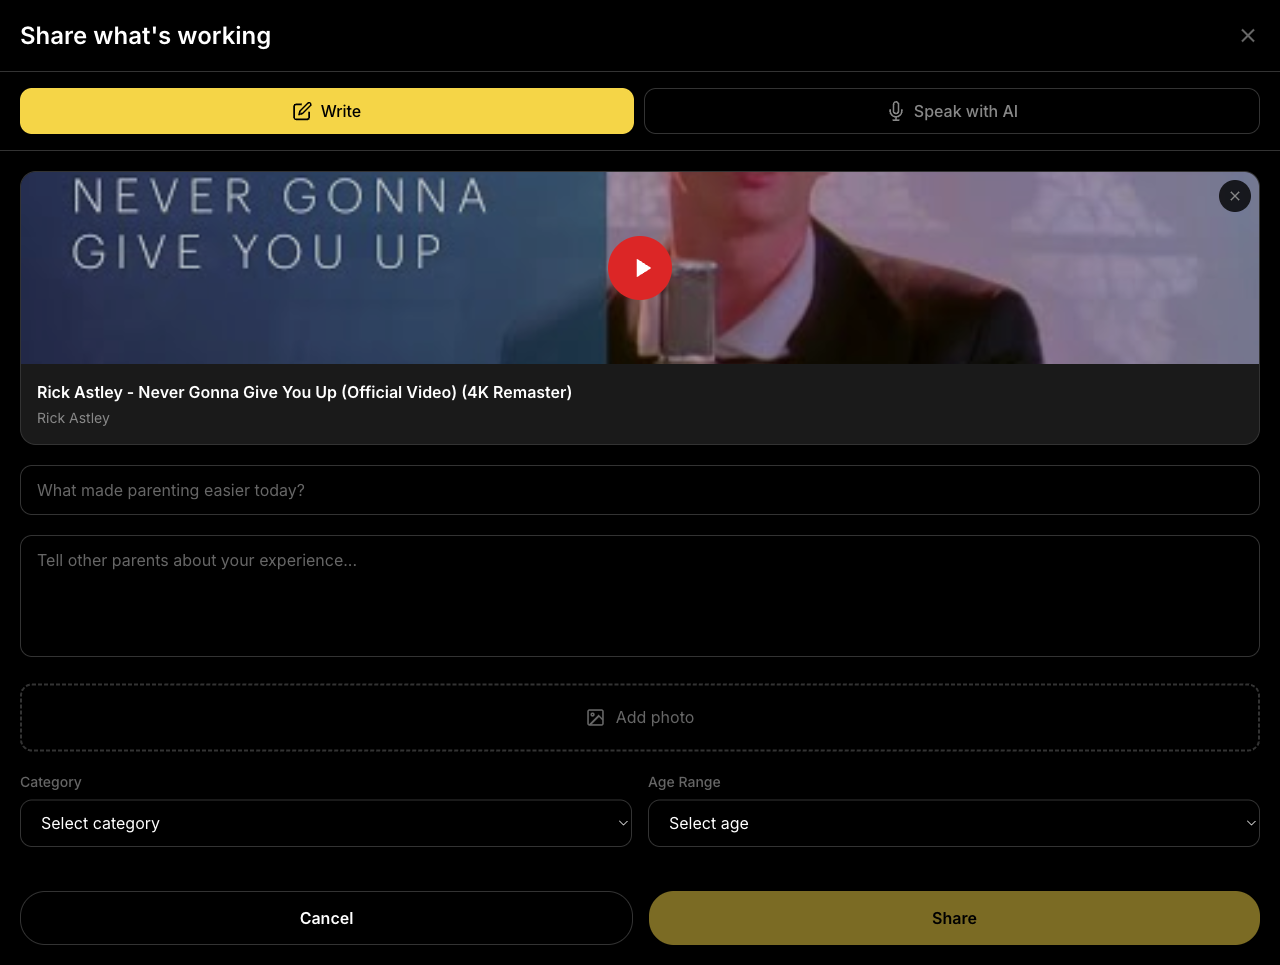 Share what's working
Write
Speak with AI
NEVER GONNA
GIVE YOU UP
Rick Astley - Never Gonna Give You Up (Official Video) (4K Remaster)
Rick Astley
What made parenting easier today?
Tell other parents about your experience...
Add photo
Category
Age Range
Select category
Select age
Cancel
Share